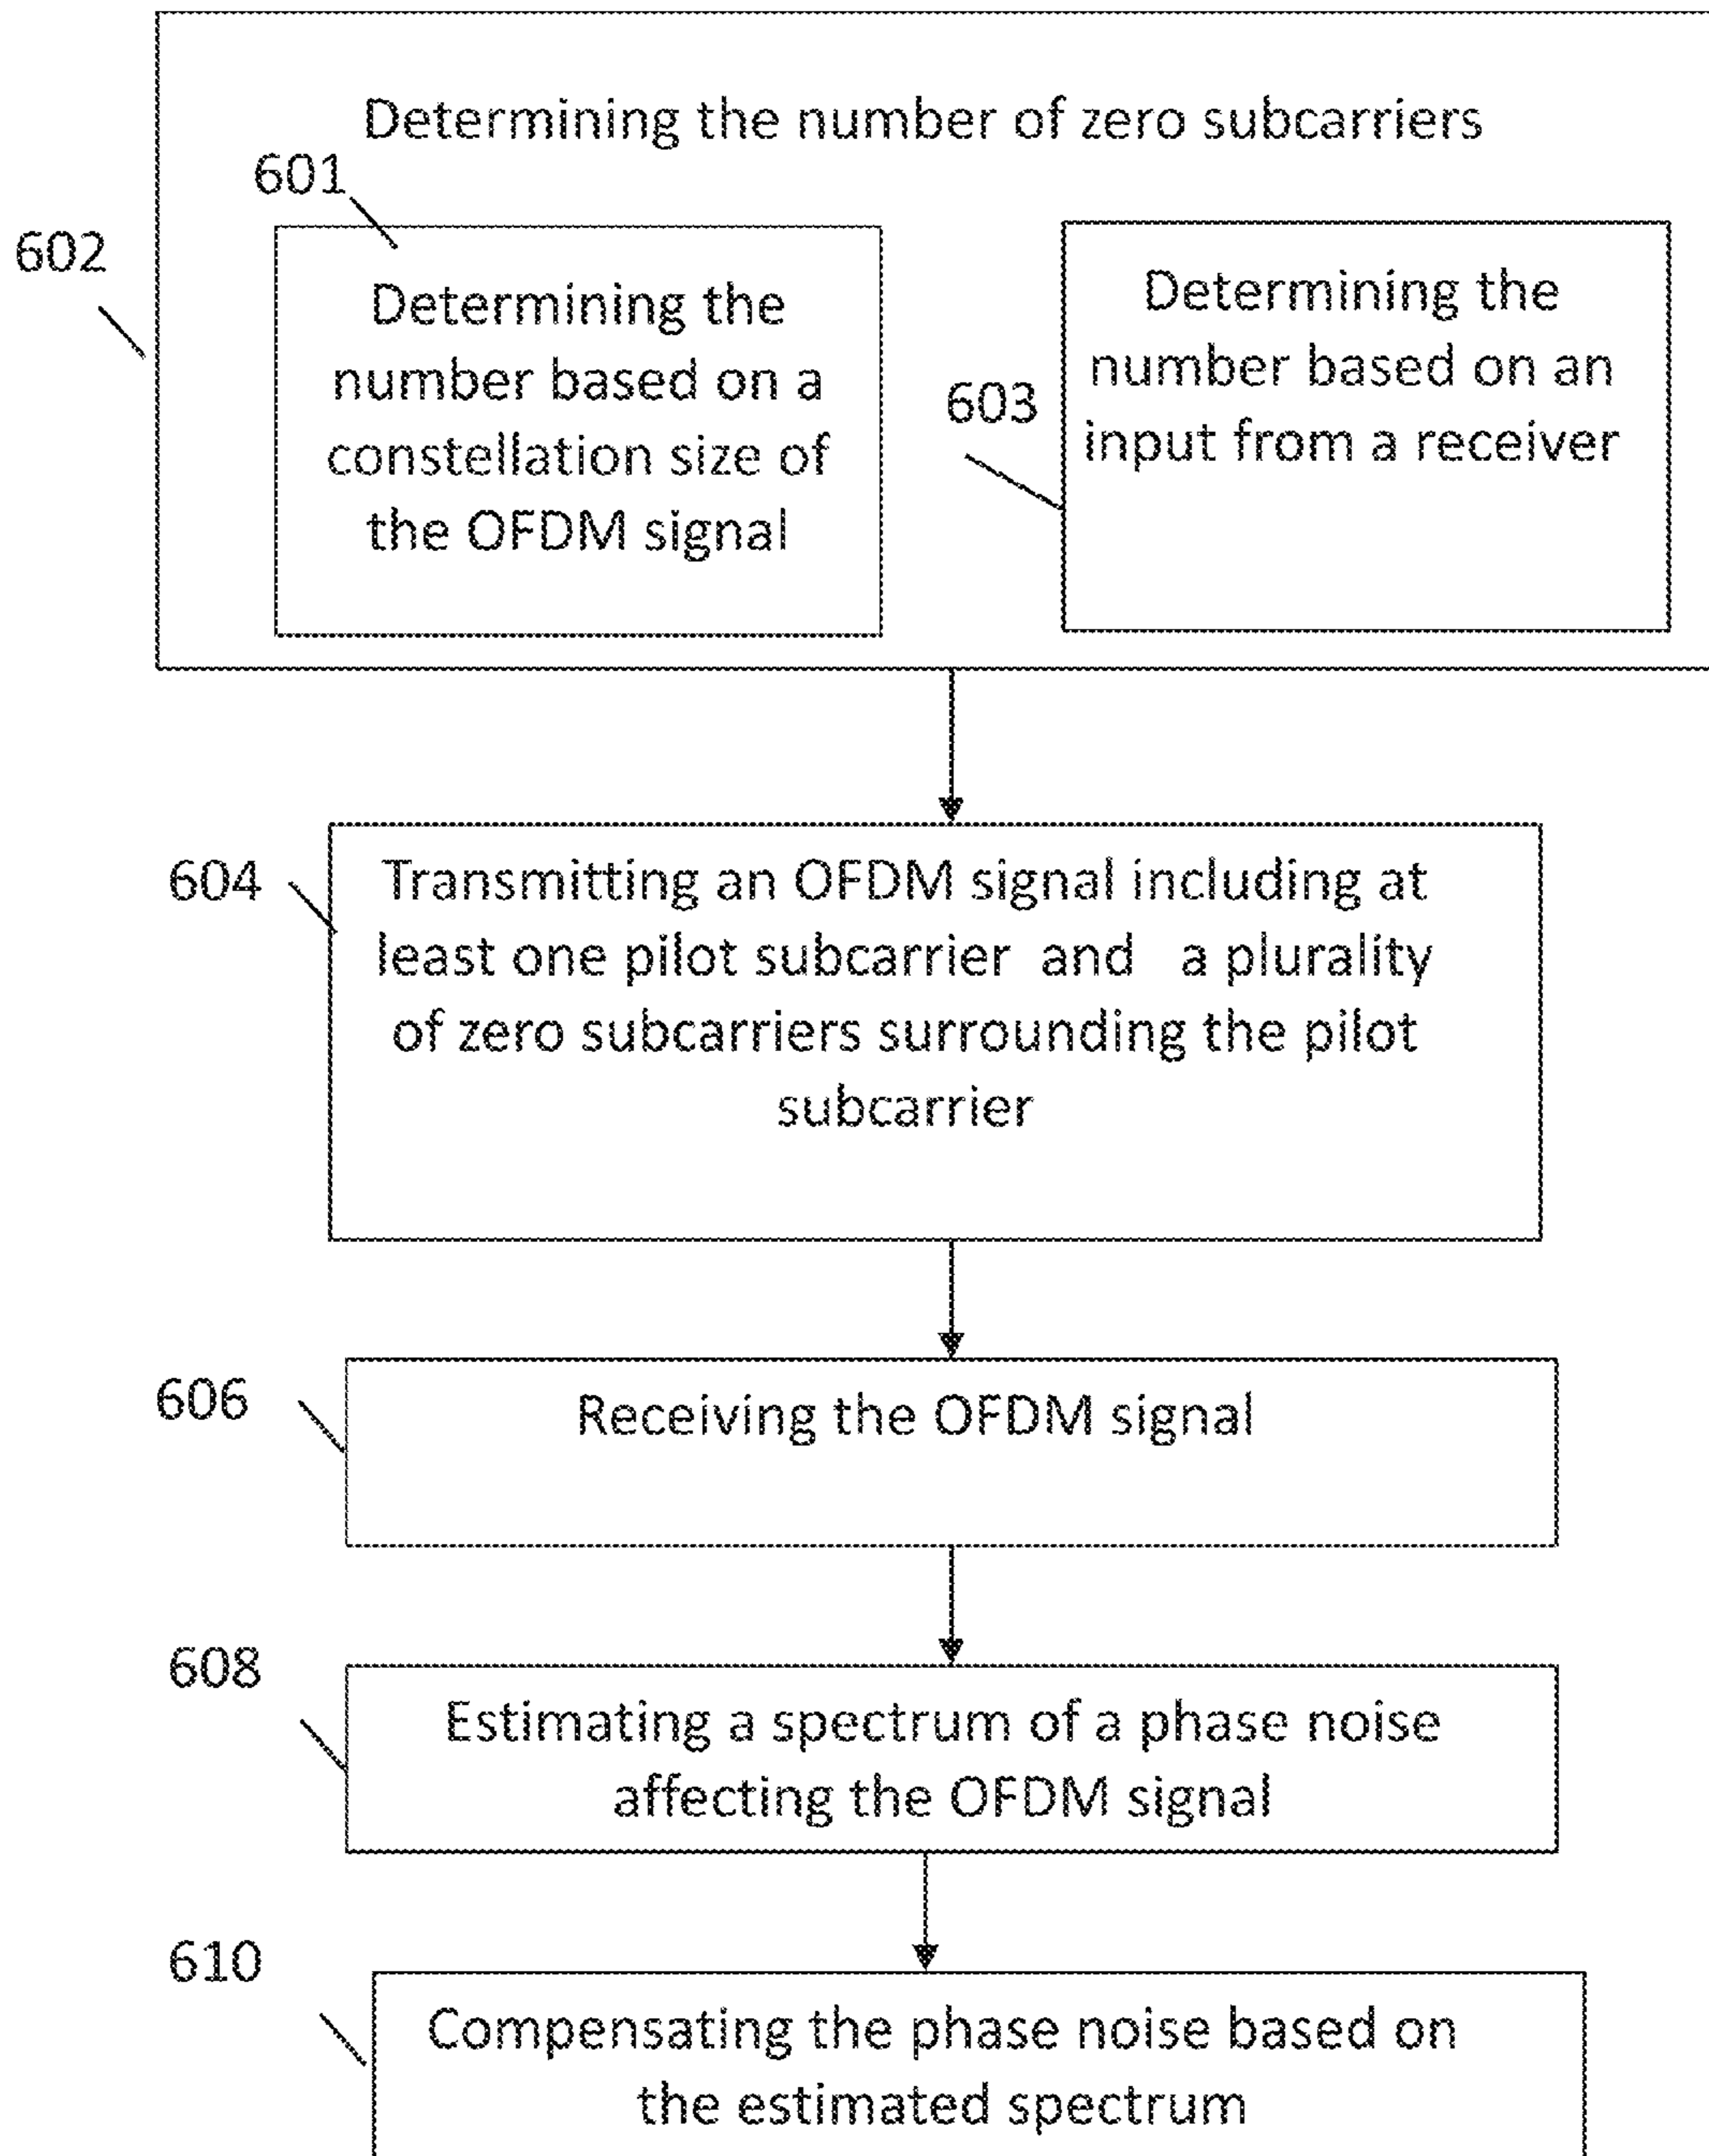 Determining the number of zero subcarriers
601
602
Determining the
number based on a
constellation size of
the OFDM signal
603
Determining the
number based on an
input from a receiver
604
Transmitting an OFDM signal including at
least one pilot subcarrier and a plurality
of zero subcarriers surrounding the pilot
subcarrier
606
Receiving the OFDM signal
608
Estimating a spectrum of a phase noise
affecting the OFDM signal
610
Compensating the phase noise based on
the estimated spectrum